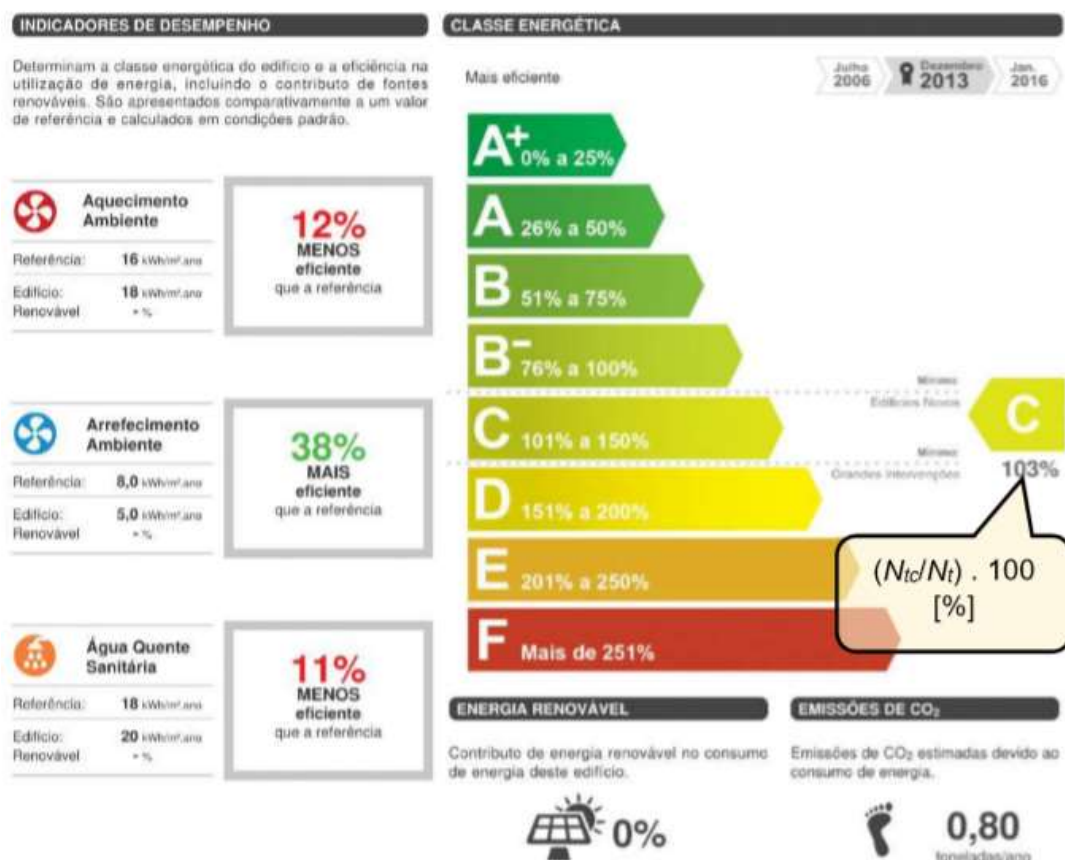 INDICADORES DE DESEMPENHO
Determinam a classe energética do edifício e a eficiência na
utilização de energia, incluindo o contributo de fontes
renováveis. São apresentados comparativamente a um valor
de referência e calculados em condições padrão.
Aquecimento
Ambiente
Referência: 16 kWh/m².ano
Edifício: 18 kWh/m².ano
Renovável - %
12%
MENOS
eficiente
que a referência
Arrefecimento
Ambiente
Referência: 8,0 kWh/m².ano
Edifício: 5,0 kWh/m².ano
Renovável - %
38%
MAIS
eficiente
que a referência
Água Quente
Sanitária
Referência: 18 kWh/m².ano
Edifício: 20 kWh/m².ano
Renovável - %
11%
MENOS
eficiente
que a referência
CLASSE ENERGÉTICA
Mais eficiente
Julho
2006
Dezembro
2013
Jan.
2016
A+ 0% a 25%
A 26% a 50%
B 51% a 75%
B- 76% a 100%
Mínimo:
Edifícios Novos
C 101% a 150%
C
Mínimo:
Grandes Intervenções
103%
D 151% a 200%
E 201% a 250%
(Ntc/Nt) . 100
[%]
F Mais de 251%
ENERGIA RENOVÁVEL
Contributo de energia renovável no consumo
de energia deste edifício.
0%
EMISSÕES DE CO₂
Emissões de CO₂ estimadas devido ao
consumo de energia.
0,80
toneladas/ano